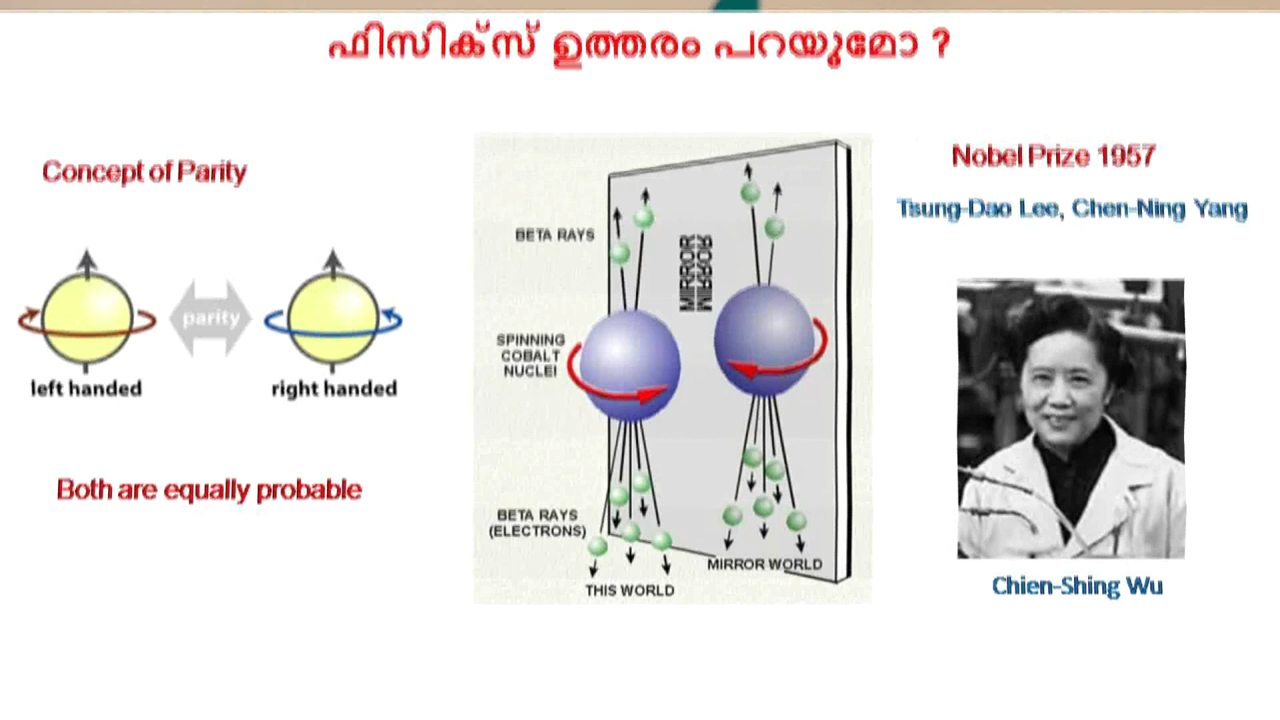 ഫിസിക്സ് ഉത്തരം പറയുമോ ?
Concept of Parity
parity
left handed
right handed
Both are equally probable
BETA RAYS
MIRROR
MIRROR
SPINNING
COBALT
NUCLEI
BETA RAYS
(ELECTRONS)
MIRROR WORLD
THIS WORLD
Nobel Prize 1957
Tsung-Dao Lee, Chen-Ning Yang
Chien-Shing Wu